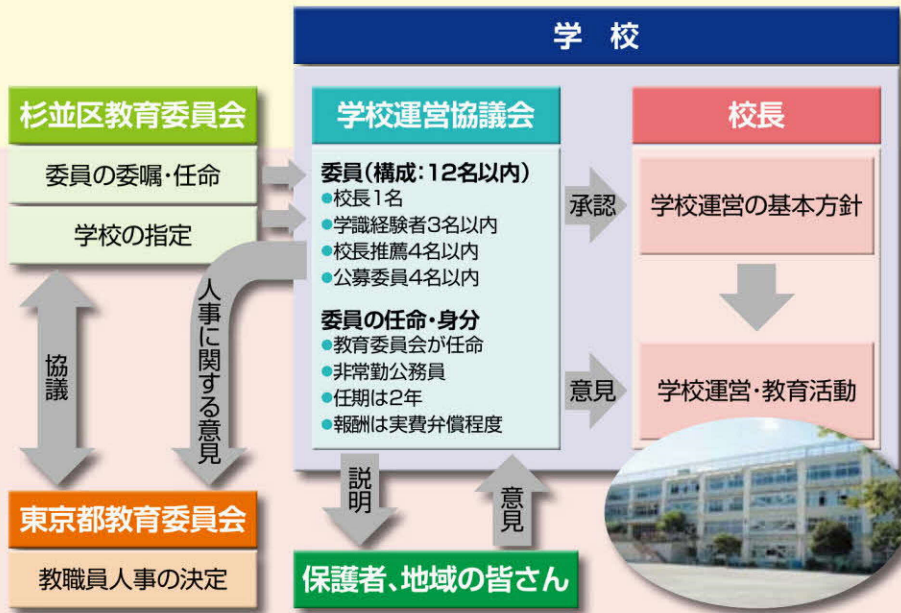 学校
杉並区教育委員会
委員の委嘱・任命
学校の指定
学校運営協議会
委員(構成:12名以内)
●校長1名
●学識経験者3名以内
●校長推薦4名以内
●公募委員4名以内
委員の任命・身分
●教育委員会が任命
●非常勤公務員
●任期は2年
●報酬は実費弁償程度
承認
意見
校長
学校運営の基本方針
学校運営・教育活動
協議
人事に関する意見
説明
意見
東京都教育委員会
教職員人事の決定
保護者、地域の皆さん